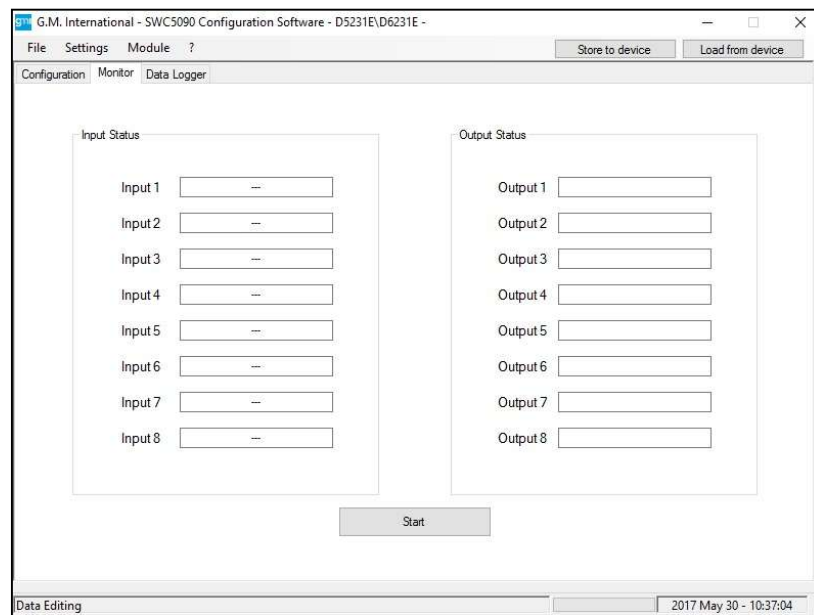 gmi G.M. International - SWC5090 Configuration Software - D5231E\D6231E -
File Settings Module ? Store to device Load from device
Configuration Monitor Data Logger
Input Status
Input 1 ---
Input 2 ---
Input 3 ---
Input 4 ---
Input 5 ---
Input 6 ---
Input 7 ---
Input 8 ---
Output Status
Output 1
Output 2
Output 3
Output 4
Output 5
Output 6
Output 7
Output 8
Start
Data Editing 2017 May 30 - 10:37:04